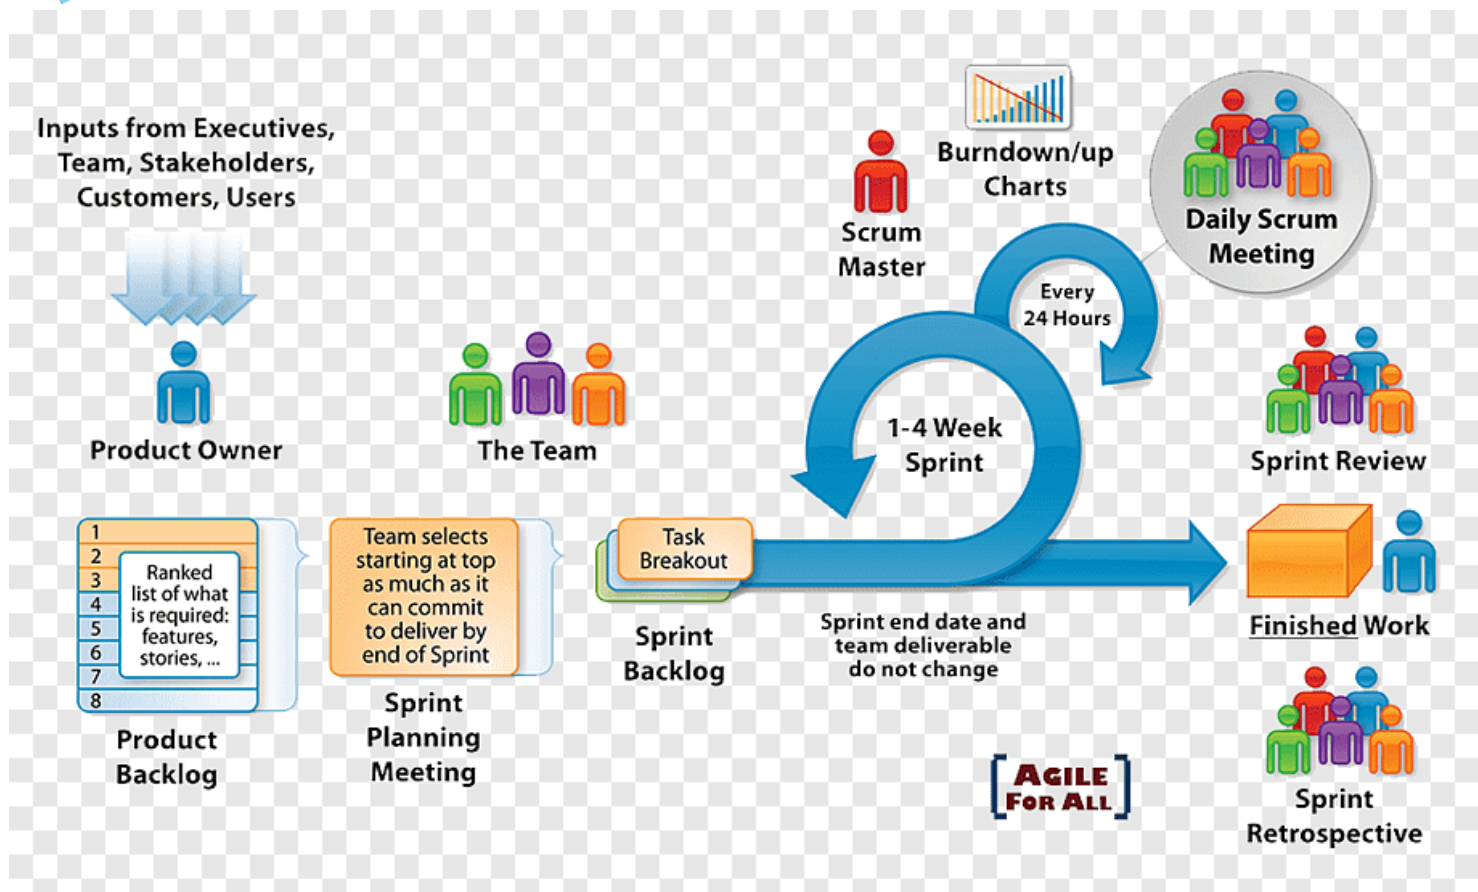 Inputs from Executives,
Team, Stakeholders,
Customers, Users
Product Owner
The Team
Scrum
Master
Burndown/up
Charts
Daily Scrum
Meeting
Every
24 Hours
1-4 Week
Sprint
Sprint Review
1
2
3
4
5
6
7
8
Ranked
list of what
is required:
features,
stories, ...
Product
Backlog
Team selects
starting at top
as much as it
can commit
to deliver by
end of Sprint
Sprint
Planning
Meeting
Task
Breakout
Sprint
Backlog
Sprint end date and
team deliverable
do not change
Finished Work
AGILE
FOR ALL
Sprint
Retrospective